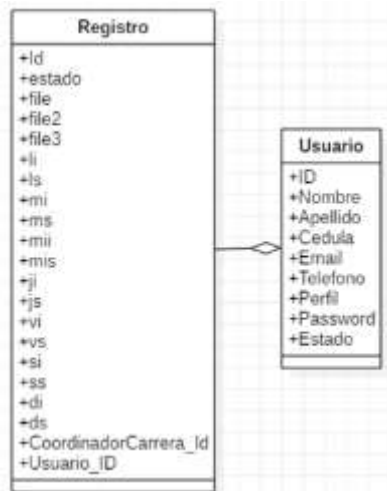 Registro
+Id
+estado
+file
+file2
+file3
+li
+ls
+mi
+ms
+mii
+mis
+ji
+js
+vi
+vs
+si
+ss
+di
+ds
+CoordinadorCarrera_Id
+Usuario_ID
Usuario
+ID
+Nombre
+Apellido
+Cedula
+Email
+Telefono
+Perfil
+Password
+Estado